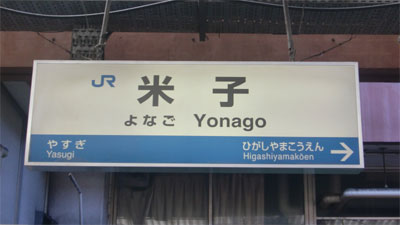 JR 米子
よなご Yonago
やすぎ ひがしやまこうえん
Yasugi Higashiyamakōen